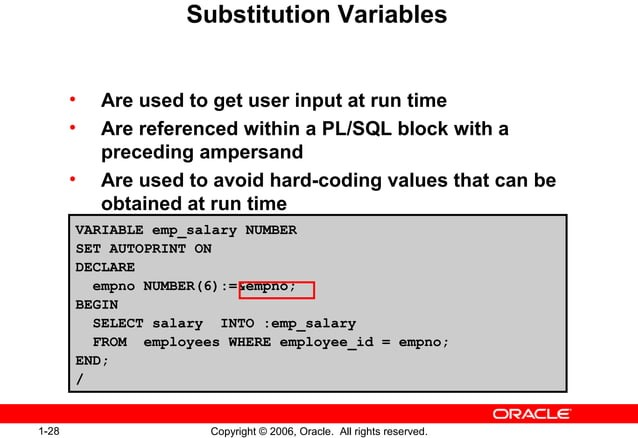 Substitution Variables
• Are used to get user input at run time
• Are referenced within a PL/SQL block with a
preceding ampersand
• Are used to avoid hard-coding values that can be
obtained at run time
VARIABLE emp_salary NUMBER
SET AUTOPRINT ON
DECLARE
empno NUMBER(6):=&empno;
BEGIN
SELECT salary INTO :emp_salary
FROM employees WHERE employee_id = empno;
END;
/
ORACLE
1-28 Copyright © 2006, Oracle. All rights reserved.